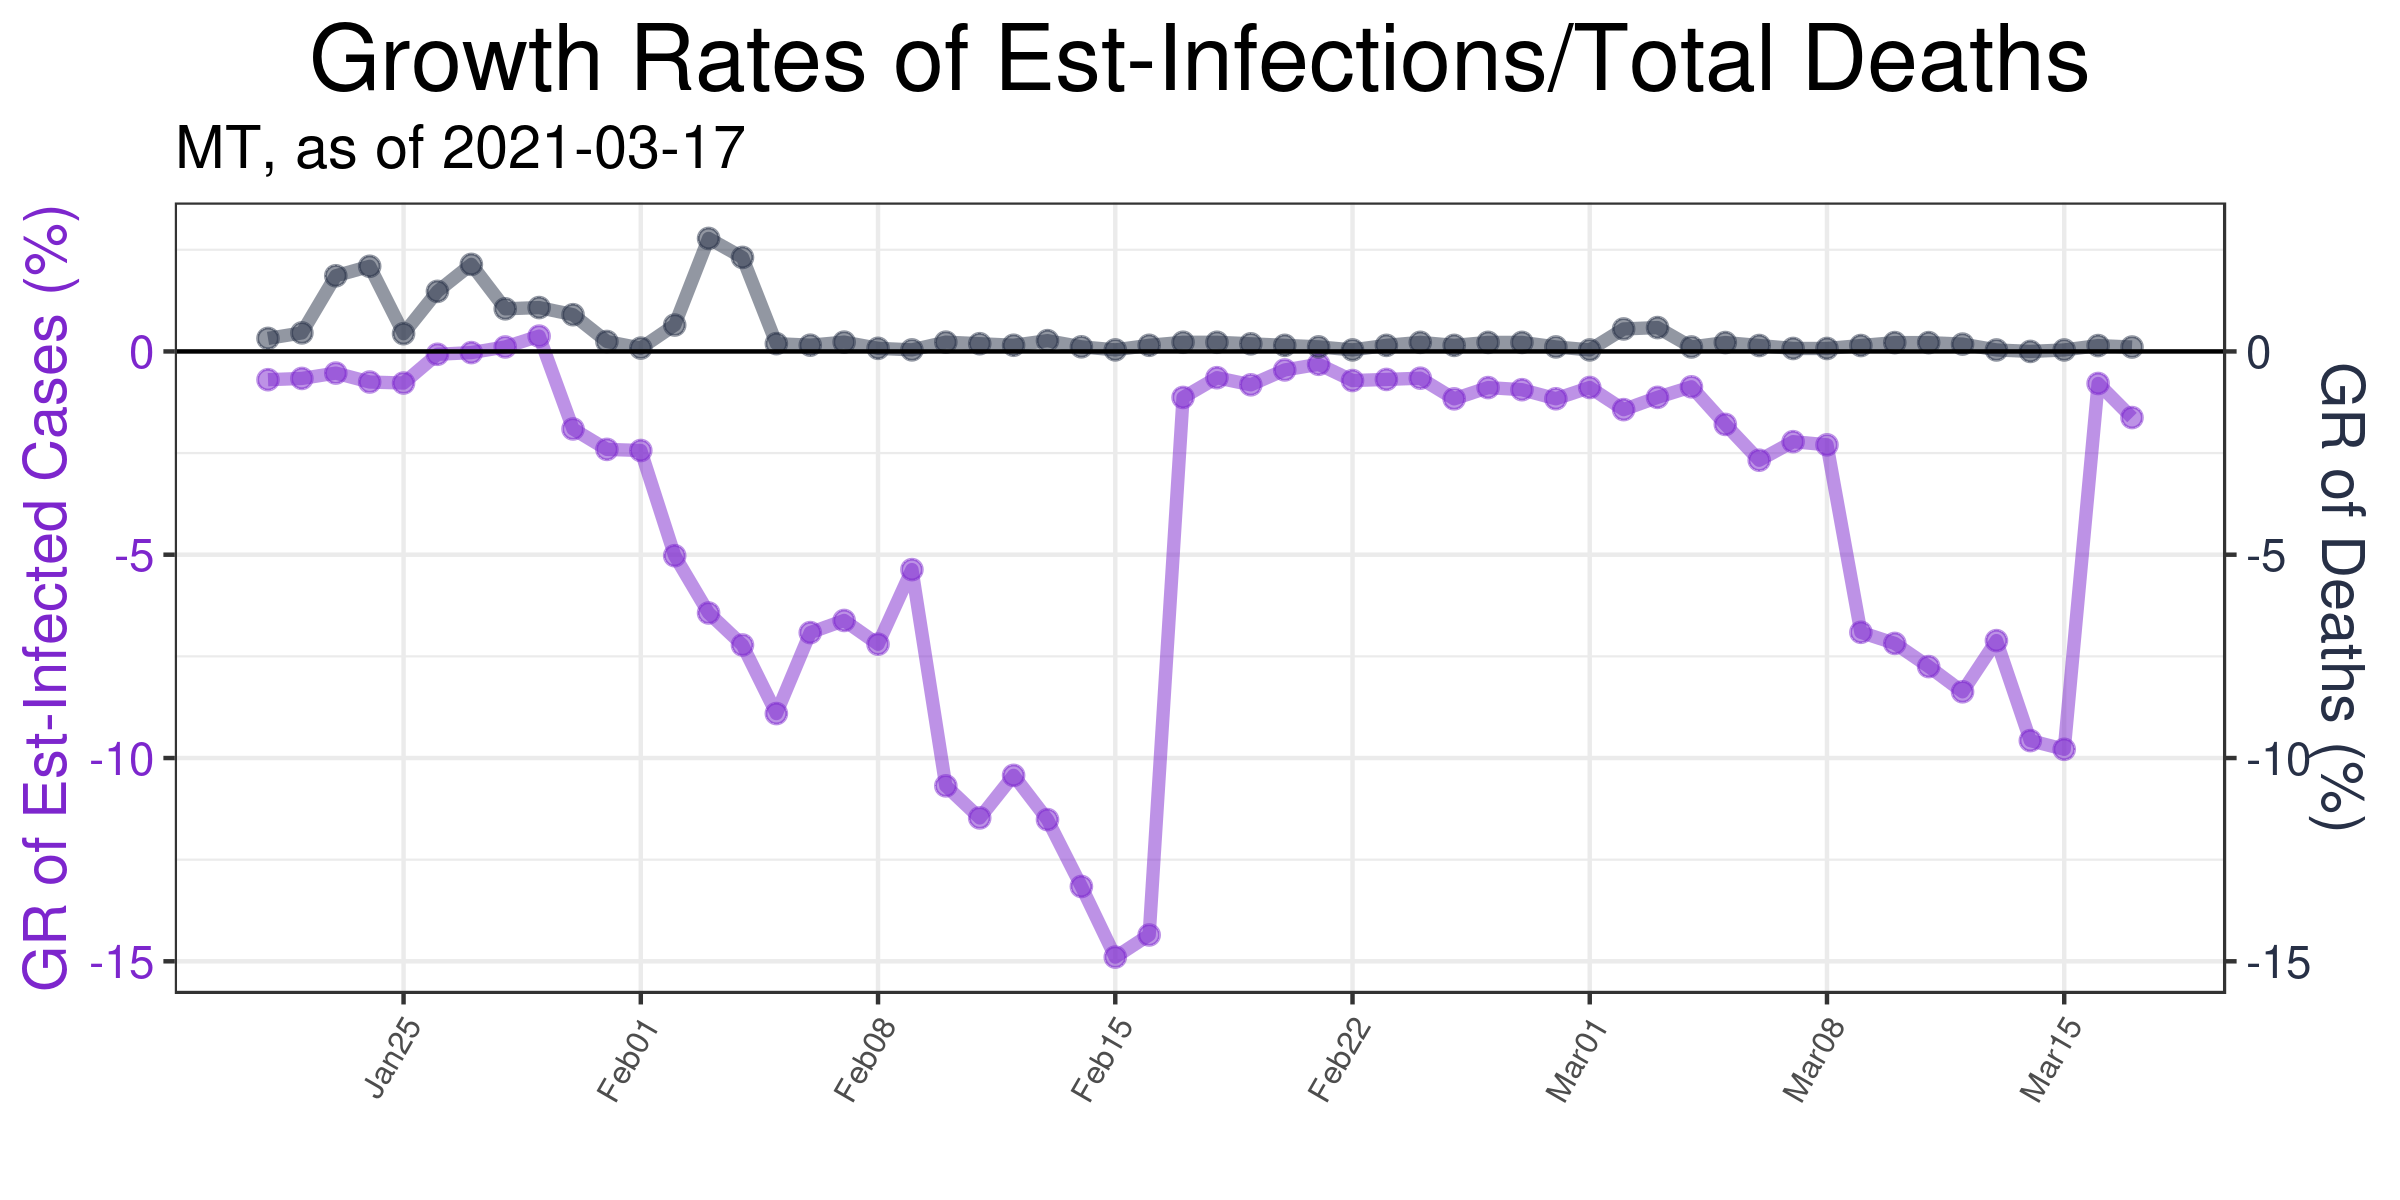 Growth Rates of Est-Infections/Total Deaths
MT, as of 2021-03-17
GR of Est-Infected Cases (%)
0
-5
-10
-15
0
-5
-10
-15
GR of Deaths (%)
Jan25
Feb01
Feb08
Feb15
Feb22
Mar01
Mar08
Mar15